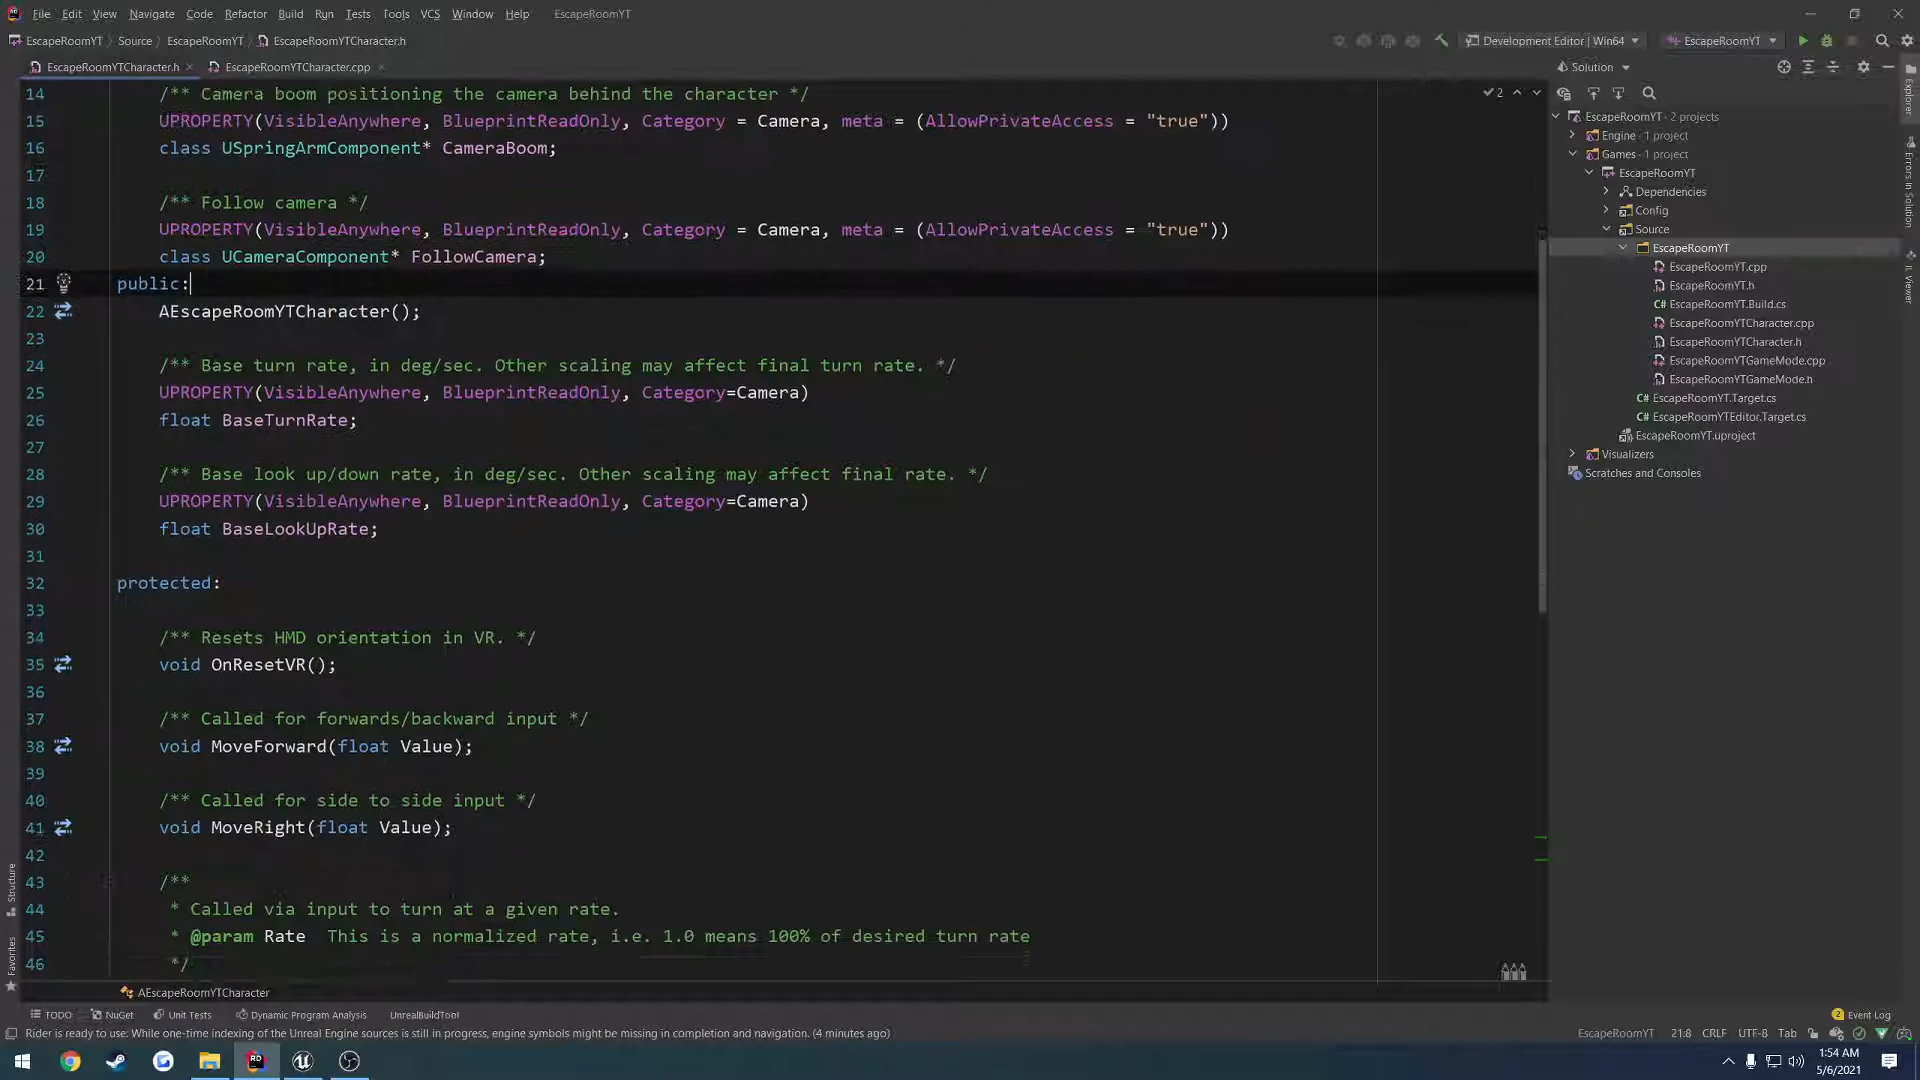 File Edit View Navigate Code Refactor Build Run Tests Tools VCS Window Help EscapeRoomYT
EscapeRoomYT Source EscapeRoomYT EscapeRoomYTCharacter.h Development Editor | Win64 EscapeRoomYT
EscapeRoomYTCharacter.h EscapeRoomYTCharacter.cpp Solution
14 /** Camera boom positioning the camera behind the character */
15 UPROPERTY(VisibleAnywhere, BlueprintReadOnly, Category = Camera, meta = (AllowPrivateAccess = "true"))
16 class USpringArmComponent* CameraBoom;
17
18 /** Follow camera */
19 UPROPERTY(VisibleAnywhere, BlueprintReadOnly, Category = Camera, meta = (AllowPrivateAccess = "true"))
20 class UCameraComponent* FollowCamera;
21 public:
22 AEscapeRoomYTCharacter();
23
24 /** Base turn rate, in deg/sec. Other scaling may affect final turn rate. */
25 UPROPERTY(VisibleAnywhere, BlueprintReadOnly, Category=Camera)
26 float BaseTurnRate;
27
28 /** Base look up/down rate, in deg/sec. Other scaling may affect final rate. */
29 UPROPERTY(VisibleAnywhere, BlueprintReadOnly, Category=Camera)
30 float BaseLookUpRate;
31
32 protected:
33
34 /** Resets HMD orientation in VR. */
35 void OnResetVR();
36
37 /** Called for forwards/backward input */
38 void MoveForward(float Value);
39
40 /** Called for side to side input */
41 void MoveRight(float Value);
42
43 /**
44 * Called via input to turn at a given rate.
45 * @param Rate This is a normalized rate, i.e. 1.0 means 100% of desired turn rate
46 */
2
EscapeRoomYT · 2 projects
Engine · 1 project
Games · 1 project
EscapeRoomYT
Dependencies
Config
Source
EscapeRoomYT
EscapeRoomYT.cpp
EscapeRoomYT.h
C# EscapeRoomYT.Build.cs
EscapeRoomYTCharacter.cpp
EscapeRoomYTCharacter.h
EscapeRoomYTGameMode.cpp
EscapeRoomYTGameMode.h
C# EscapeRoomYT.Target.cs
C# EscapeRoomYTEditor.Target.cs
EscapeRoomYT.uproject
Visualizers
Scratches and Consoles
Explorer
Errors In Solution
IL Viewer
Structure
Favorites
AEscapeRoomYTCharacter
TODO NuGet Unit Tests Dynamic Program Analysis UnrealBuildTool 2 Event Log
Rider is ready to use: While one-time indexing of the Unreal Engine sources is still in progress, engine symbols might be missing in completion and navigation. (4 minutes ago) EscapeRoomYT 21:8 CRLF UTF-8 Tab
RD
1:54 AM
5/6/2021